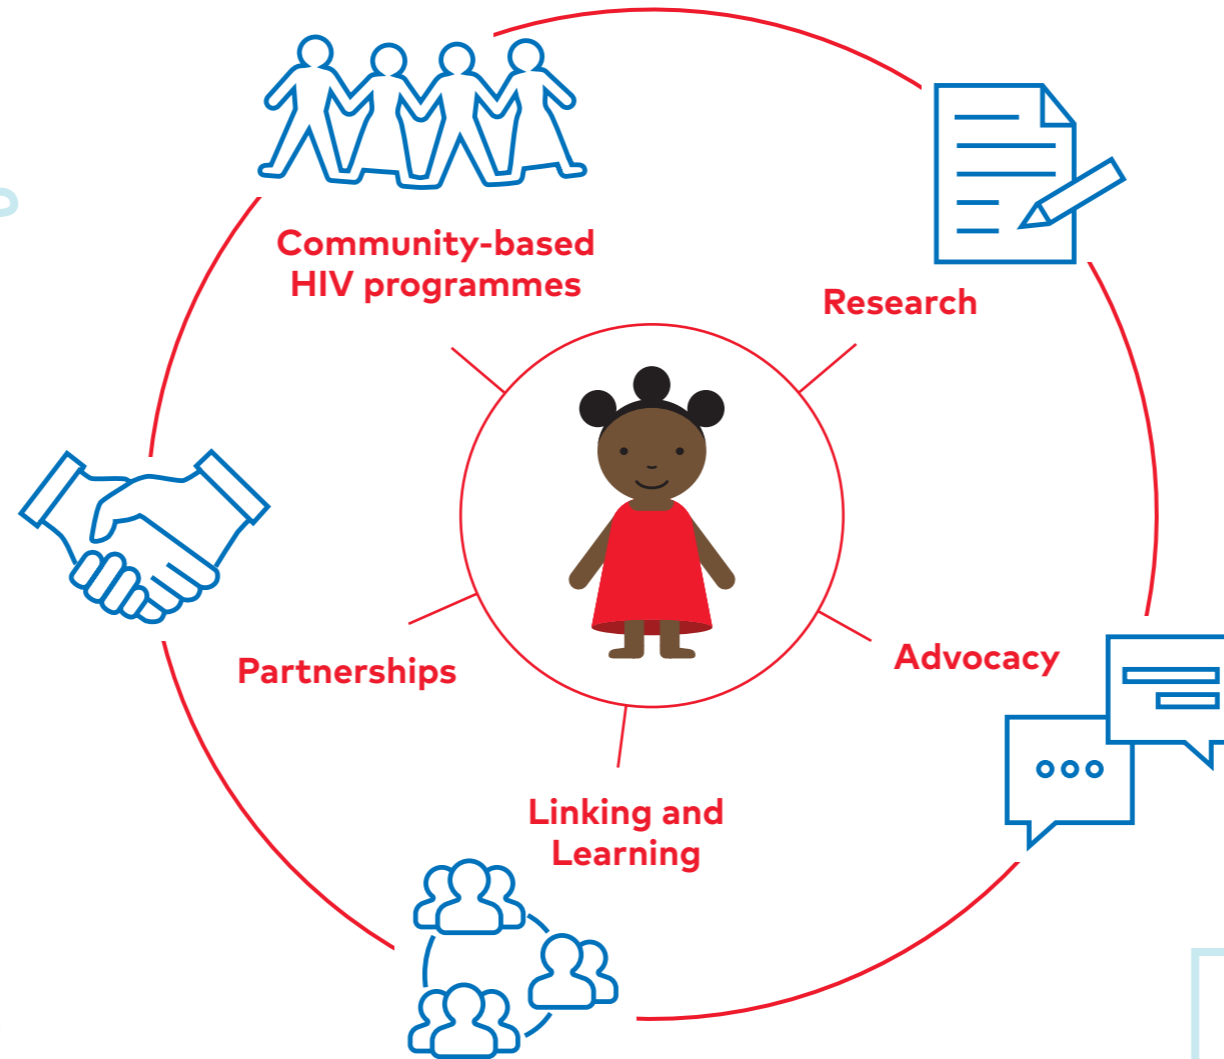 Community-based
HIV programmes
Research
Advocacy
Partnerships
Linking and
Learning